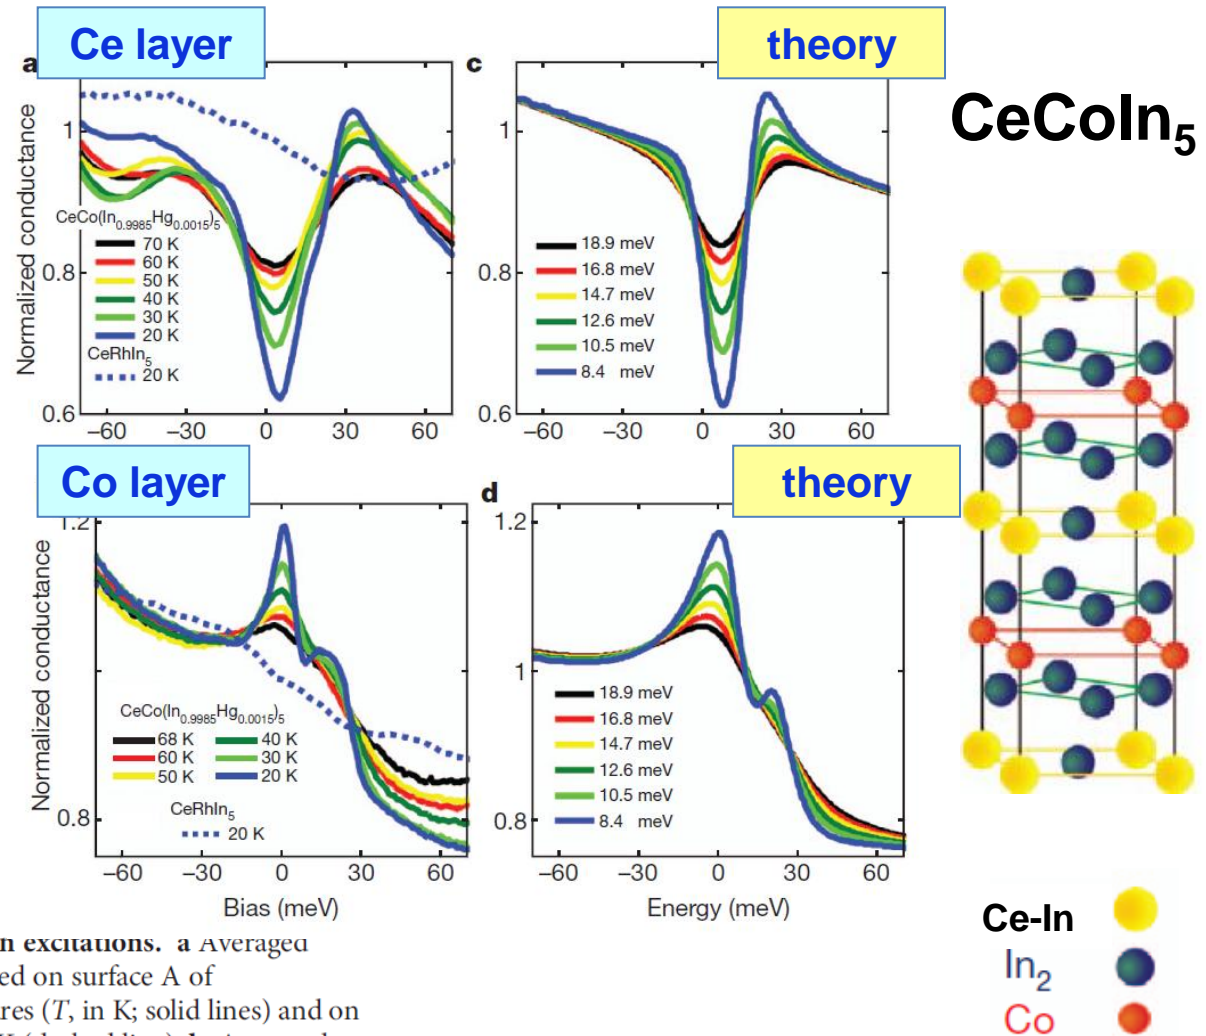 Ce layer
theory
a
c
CeCoIn5
Normalized conductance
1
0.8
0.6
CeCo(In0.9985Hg0.0015)5
70 K
60 K
50 K
40 K
30 K
20 K
CeRhIn5
20 K
−60 −30 0 30 60
1
0.8
0.6
18.9 meV
16.8 meV
14.7 meV
12.6 meV
10.5 meV
8.4 meV
−60 −30 0 30 60
Co layer
d
theory
Normalized conductance
1.2
1
0.8
CeCo(In0.9985Hg0.0015)5
68 K 40 K
60 K 30 K
50 K 20 K
CeRhIn5
20 K
−60 −30 0 30 60
Bias (meV)
1.2
1
0.8
18.9 meV
16.8 meV
14.7 meV
12.6 meV
10.5 meV
8.4 meV
−60 −30 0 30 60
Energy (meV)
Ce-In
In2
Co
n excitations. a Averaged
ed on surface A of
res (T, in K; solid lines) and on